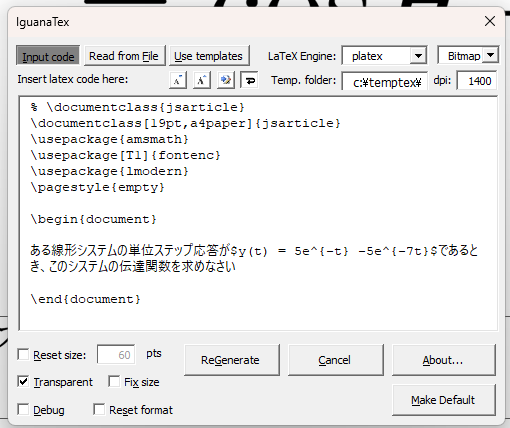 IguanaTex
Input code Read from File Use templates LaTeX Engine: platex Bitmap
Insert latex code here: Temp. folder: c:¥temptex¥ dpi: 1400
% \documentclass{jsarticle}
\documentclass[19pt,a4paper]{jsarticle}
\usepackage{amsmath}
\usepackage[T1]{fontenc}
\usepackage{lmodern}
\pagestyle{empty}
\begin{document}
ある線形システムの単位ステップ応答が$y(t) = 5e^{-t} -5e^{-7t}$であると
き、このシステムの伝達関数を求めなさい
\end{document}
Reset size: 60 pts ReGenerate Cancel About...
Transparent Fix size
Make Default
Debug Reset format